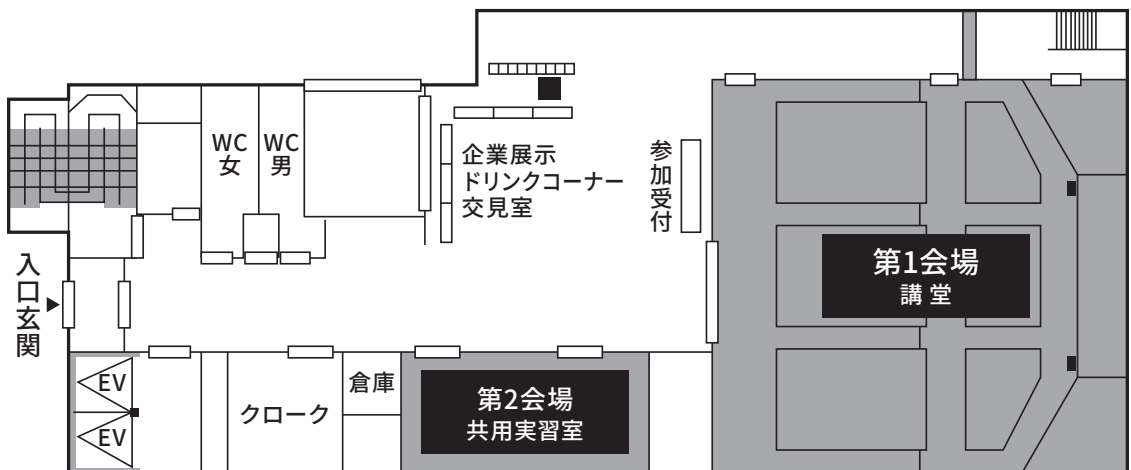 WC
女
WC
男
企業展示
ドリンクコーナー
交見室
参加受付
第1会場
講堂
入口玄関
EV
EV
クローク
倉庫
第2会場
共用実習室